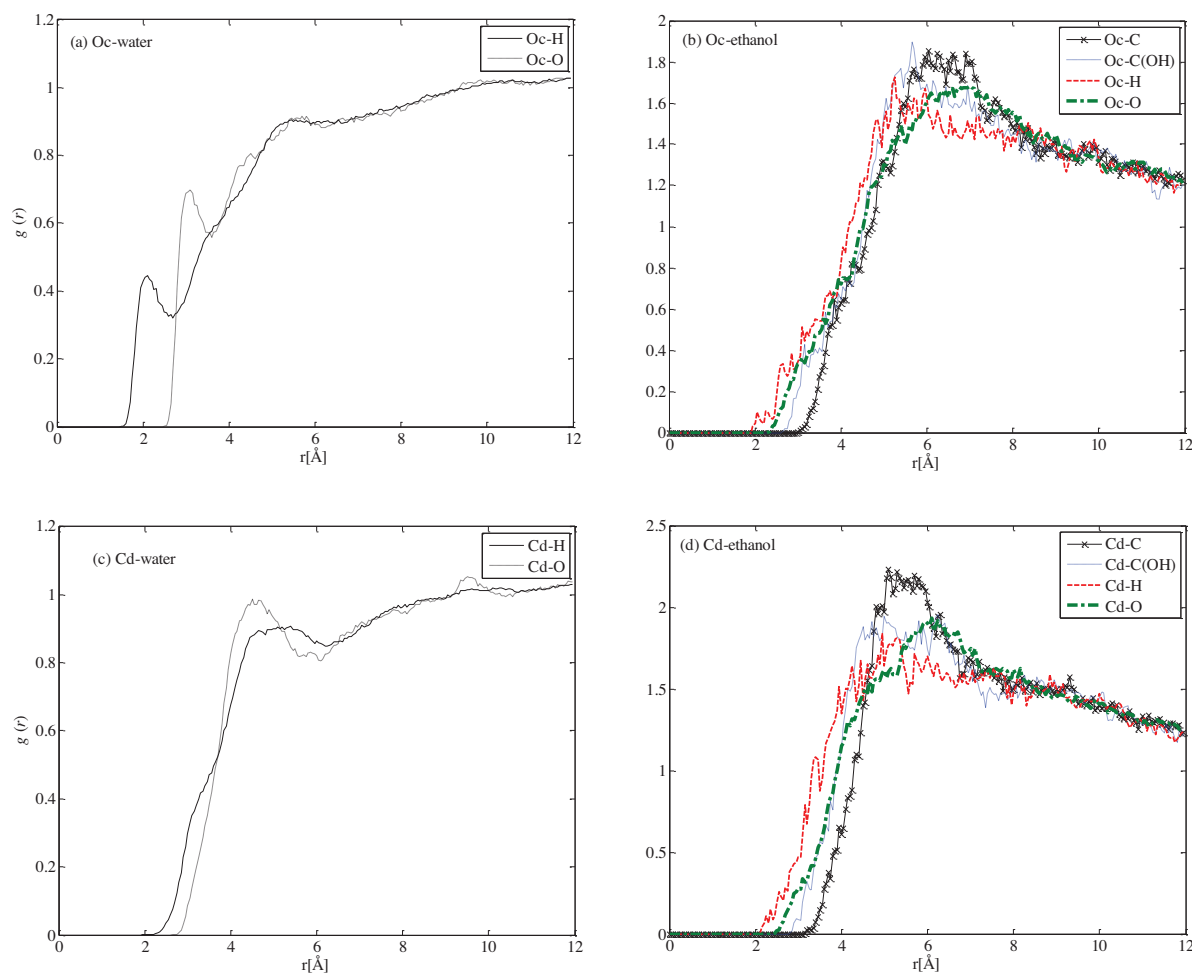 (a) Oc-water
Oc-H
Oc-O
g (r)
1.2
1
0.8
0.6
0.4
0.2
0
0 2 4 6 8 10 12
r[Å]
(b) Oc-ethanol
Oc-C
Oc-C(OH)
Oc-H
Oc-O
2
1.8
1.6
1.4
1.2
1
0.8
0.6
0.4
0.2
0
0 2 4 6 8 10 12
r[Å]
(c) Cd-water
Cd-H
Cd-O
g (r)
1.2
1
0.8
0.6
0.4
0.2
0
0 2 4 6 8 10 12
r[Å]
(d) Cd-ethanol
Cd-C
Cd-C(OH)
Cd-H
Cd-O
2.5
2
1.5
1
0.5
0
0 2 4 6 8 10 12
r[Å]